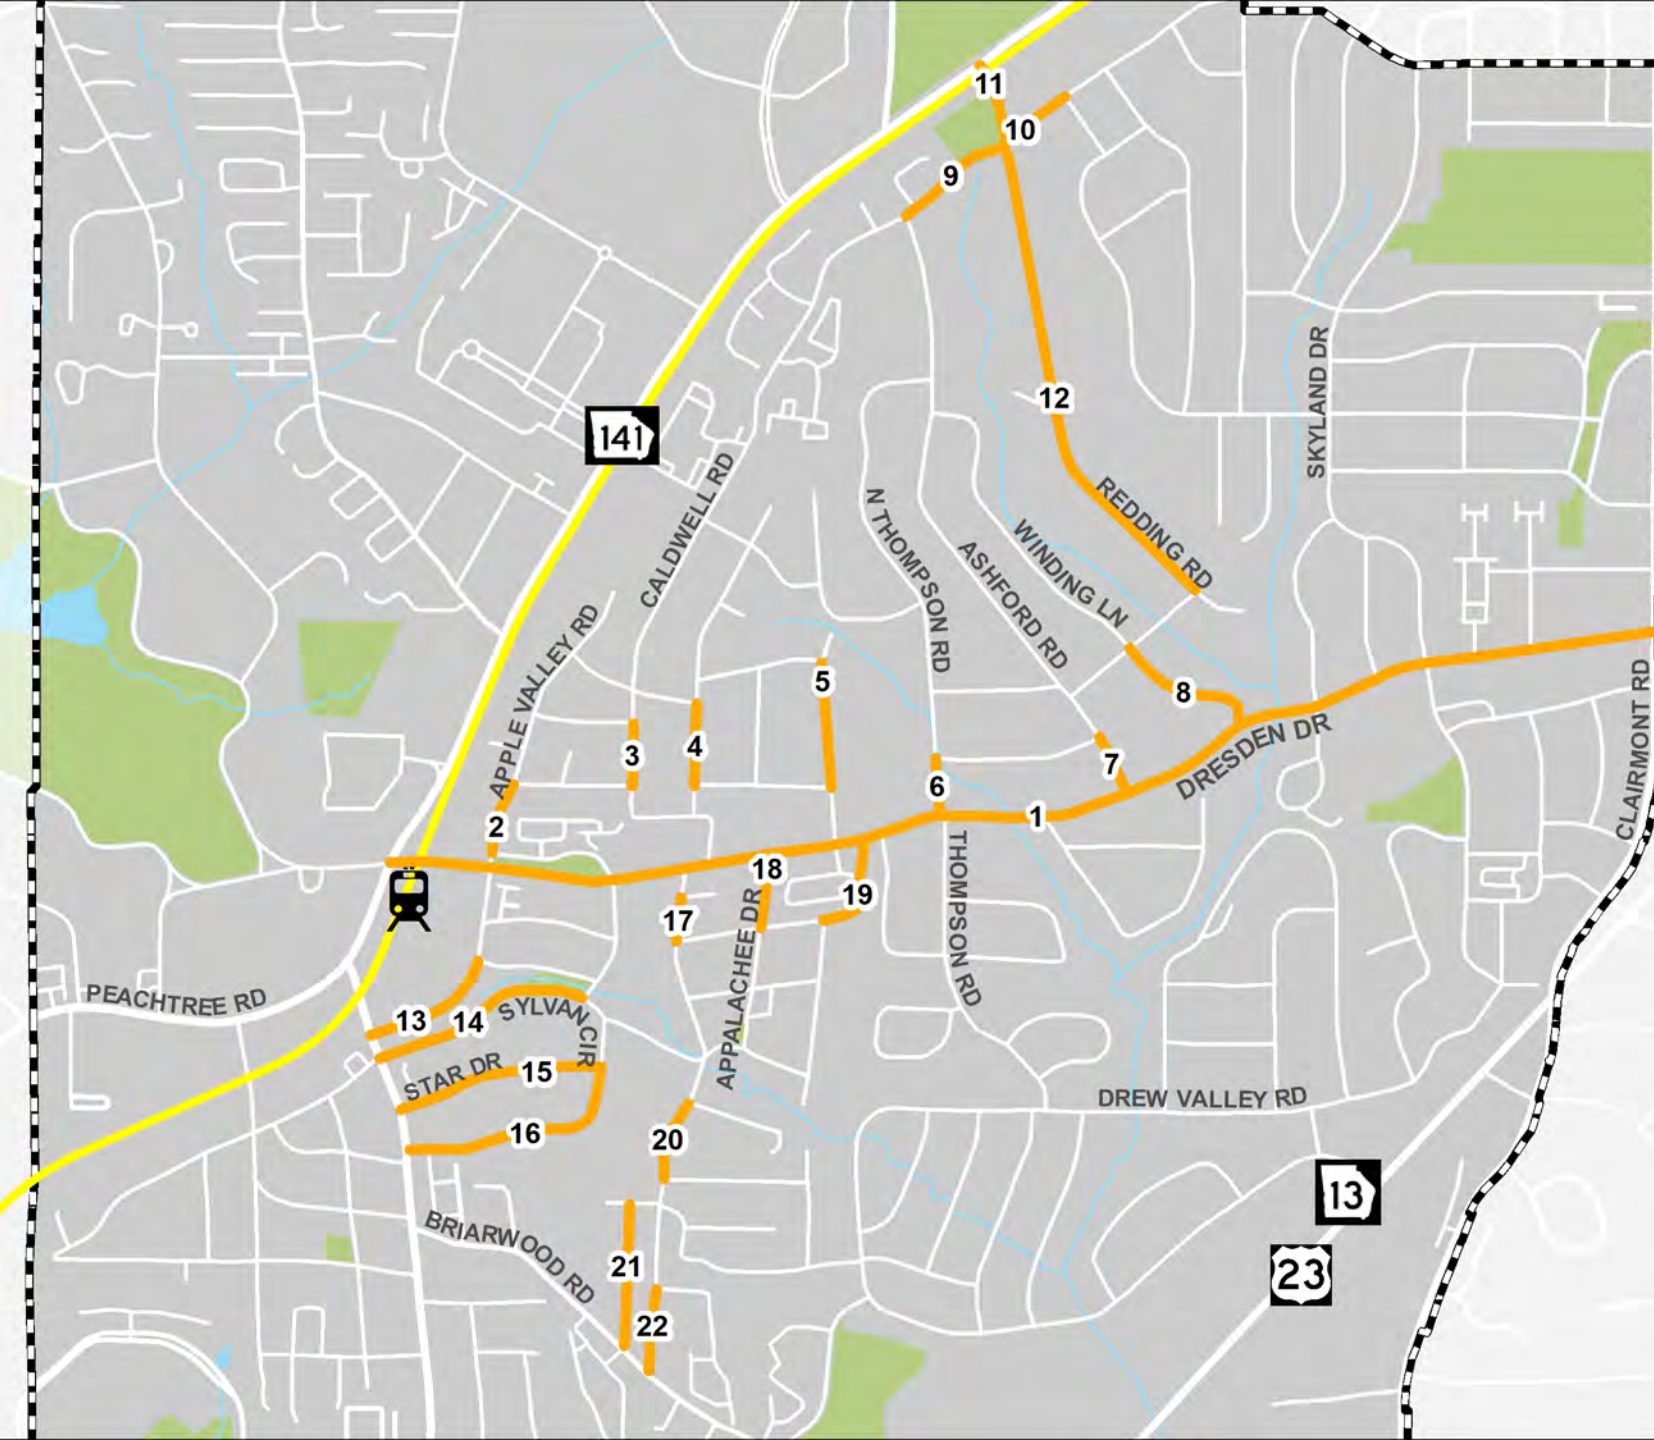 11
10
9
12
141
SKYLAND DR
CALDWELL RD
N THOMPSON RD
REDDING RD
WINDING LN
ASHFORD RD
APPLE VALLEY RD
5
8
4
3
7
6
2
1
DRESDEN DR
CLAIRMONT RD
18
19
17
THOMPSON RD
APPALACHEE DR
PEACHTREE RD
13
14
SYLVAN CIR
STAR DR
15
16
DREW VALLEY RD
20
13
BRIARWOOD RD
21
23
22